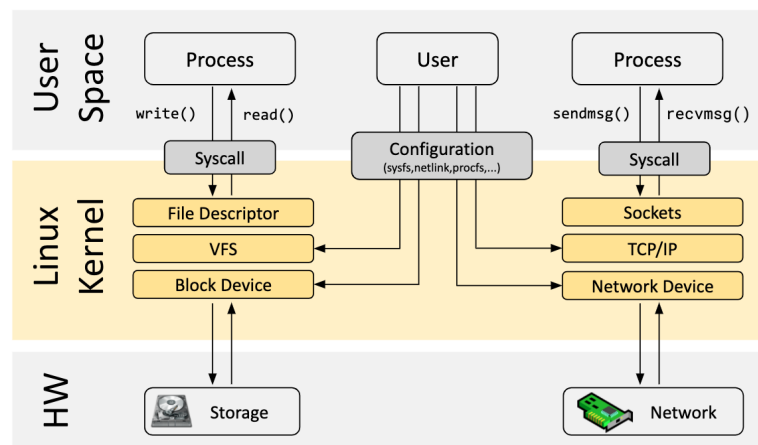 User
Space
Process
User
Process
write()
read()
sendmsg()
recvmsg()
Syscall
Configuration
(sysfs,netlink,procfs,...)
Syscall
Linux
Kernel
File Descriptor
Sockets
VFS
TCP/IP
Block Device
Network Device
HW
Storage
Network